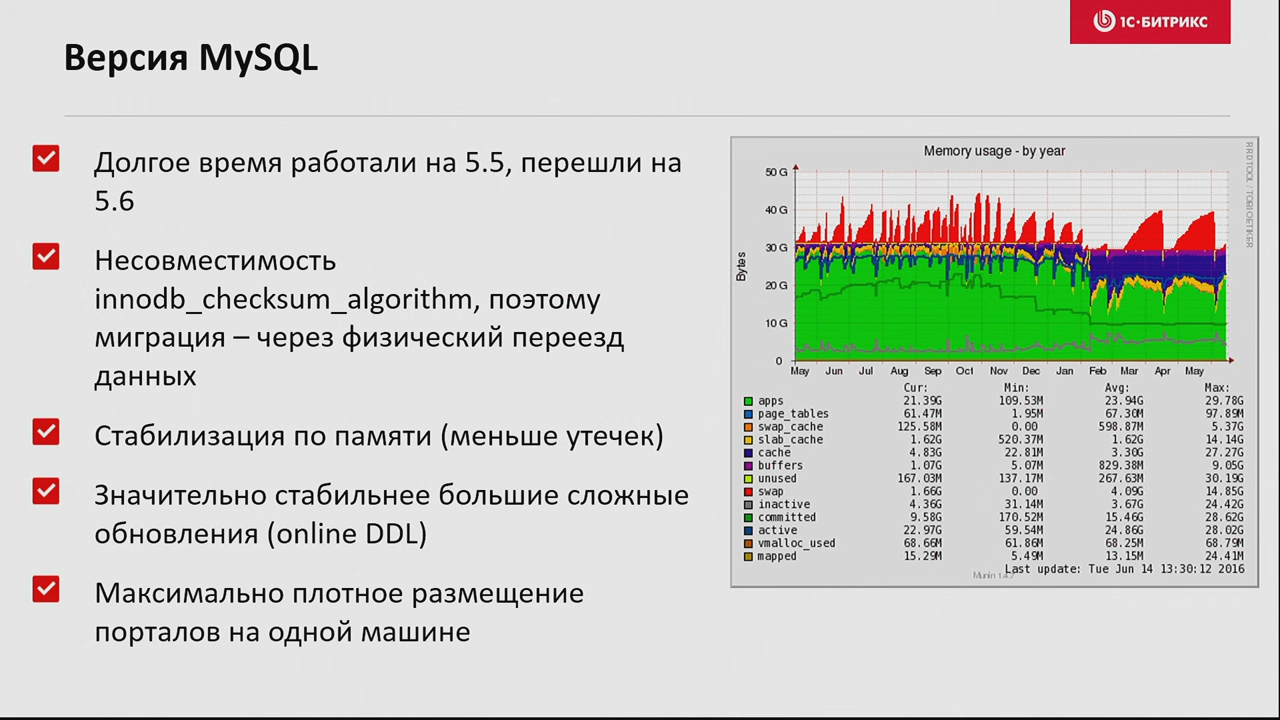 1С·БИТРИКС
Версия MySQL
Долгое время работали на 5.5, перешли на
5.6
Несовместимость
innodb_checksum_algorithm, поэтому
миграция – через физический переезд
данных
Стабилизация по памяти (меньше утечек)
Значительно стабильнее большие сложные
обновления (online DDL)
Максимально плотное размещение
порталов на одной машине
Memory usage - by year
RRDTOOL / TOBI OETIKER
Bytes
50 G
40 G
30 G
20 G
10 G
0
May Jun Jul Aug Sep Oct Nov Dec Jan Feb Mar Apr May
Cur: Min: Avg: Max:
apps 21.39G 109.53M 23.94G 29.78G
page_tables 61.47M 1.95M 67.30M 97.89M
swap_cache 125.58M 0.00 598.87M 5.37G
slab_cache 1.62G 520.37M 1.62G 14.14G
cache 4.83G 22.81M 3.30G 27.27G
buffers 1.07G 5.07M 829.38M 9.05G
unused 167.03M 137.17M 267.63M 30.19G
swap 1.66G 0.00 4.09G 14.85G
inactive 4.36G 31.14M 3.67G 24.42G
committed 9.58G 170.52M 15.46G 28.62G
active 22.97G 59.54M 24.86G 28.02G
vmalloc_used 68.66M 61.86M 68.25M 68.79M
mapped 15.29M 5.49M 13.15M 24.41M
Last update: Tue Jun 14 13:30:12 2016